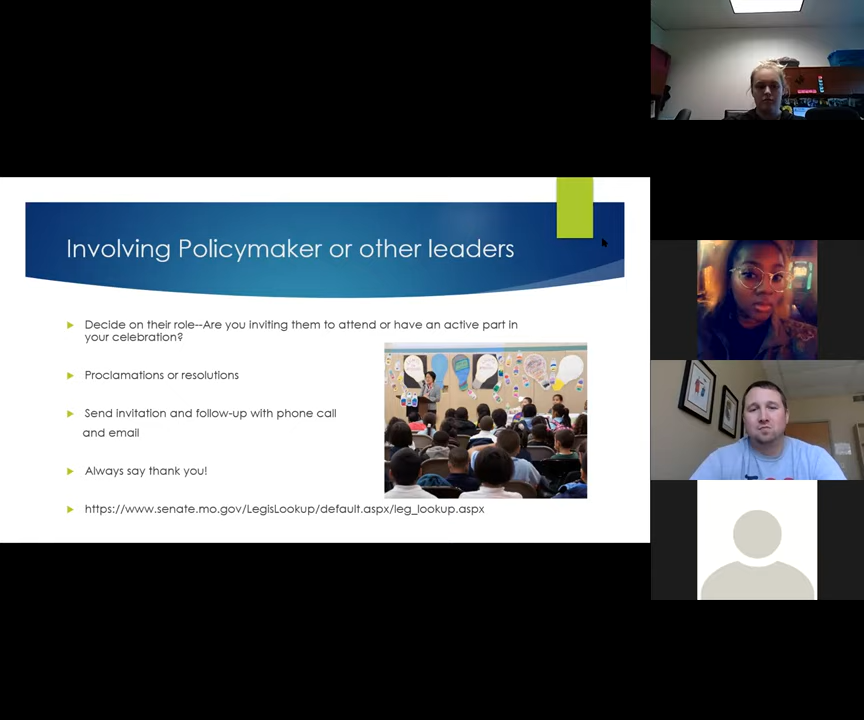 Involving Policymaker or other leaders
Decide on their role--Are you inviting them to attend or have an active part in
your celebration?
Proclamations or resolutions
Send invitation and follow-up with phone call
and email
Always say thank you!
https://www.senate.mo.gov/LegisLookup/default.aspx/leg_lookup.aspx